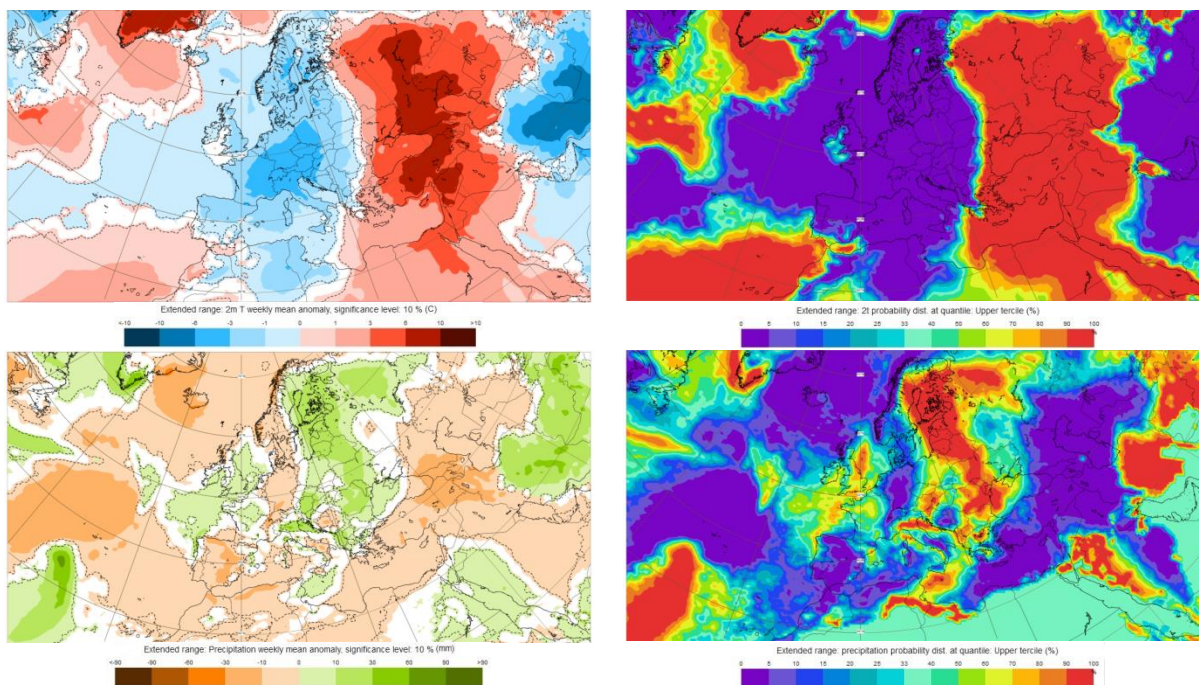 Extended range: 2m T weekly mean anomaly, significance level: 10 % (C)
<-10 -10 -6 -3 -1 0 1 3 6 10 >10
Extended range: 2t probability dist. at quantile: Upper tercile (%)
0 5 10 15 20 25 30 35 40 50 60 70 80 90 100
%
Extended range: Precipitation weekly mean anomaly, significance level: 10 % (mm)
<-90 -90 -60 -30 -10 0 10 30 60 90 >90
Extended range: precipitation probability dist. at quantile: Upper tercile (%)
0 5 10 15 20 25 30 35 40 50 60 70 80 90 100
%